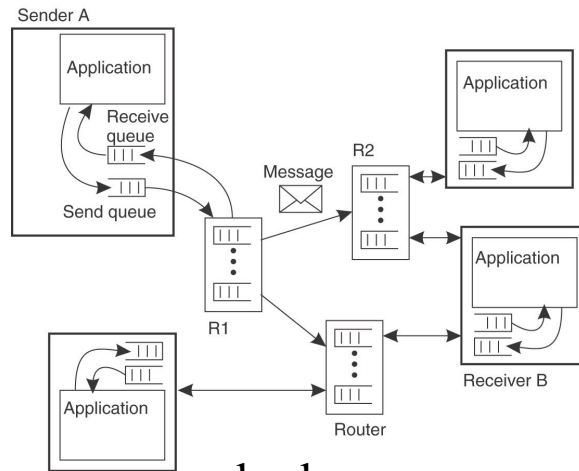 Sender A
Application
Receive
queue
Send queue
Message
R2
Application
R1
Application
Receiver B
Application
Router